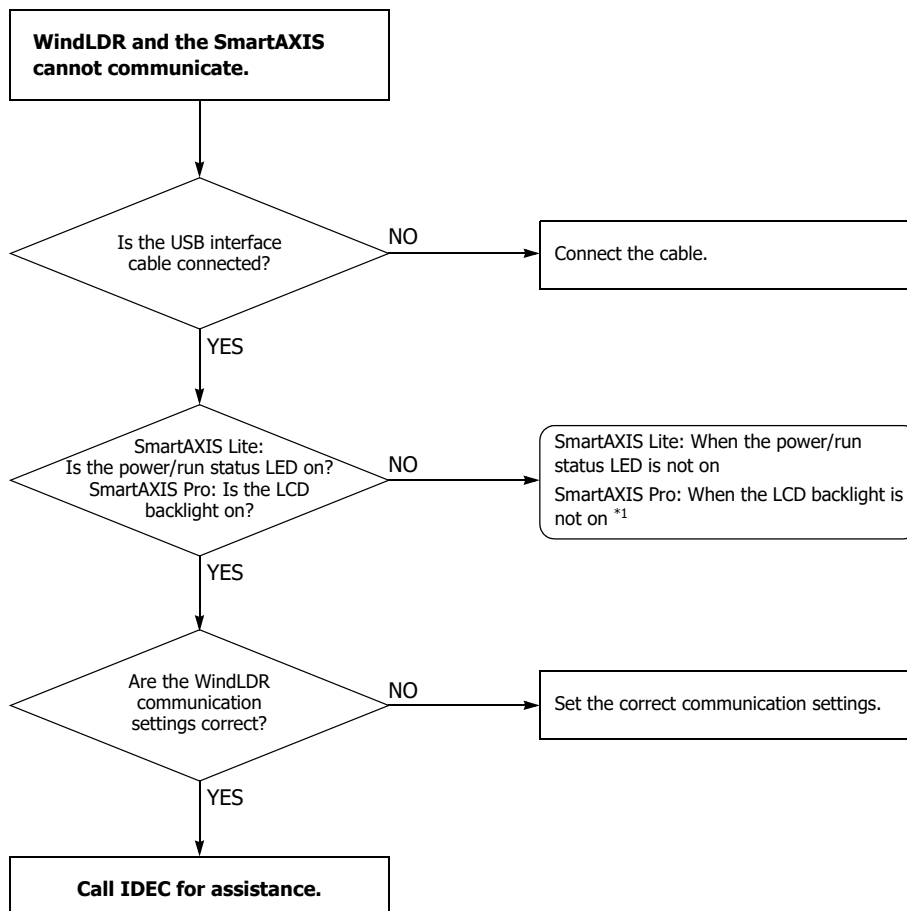 WindLDR and the SmartAXIS
cannot communicate.
Is the USB interface
cable connected?
NO
Connect the cable.
YES
SmartAXIS Lite:
Is the power/run status LED on?
SmartAXIS Pro: Is the LCD
backlight on?
NO
SmartAXIS Lite: When the power/run
status LED is not on
SmartAXIS Pro: When the LCD backlight is
not on *1
YES
Are the WindLDR
communication
settings correct?
NO
Set the correct communication settings.
YES
Call IDEC for assistance.